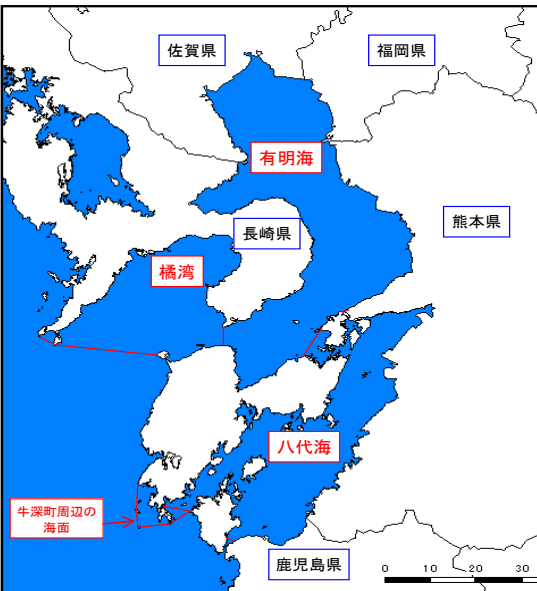 佐賀県
福岡県
有明海
熊本県
長崎県
橘湾
八代海
牛深町周辺の
海面
鹿児島県
0 10 20 30